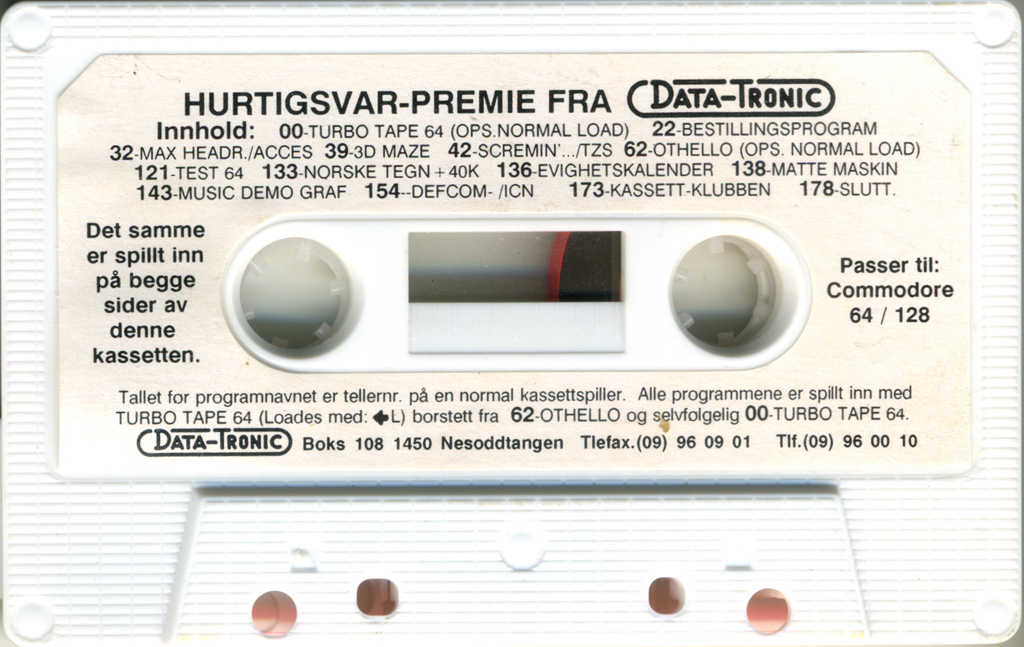 HURTIGSVAR-PREMIE FRA DATA-TRONIC
Innhold: 00-TURBO TAPE 64 (OPS.NORMAL LOAD) 22-BESTILLINGSPROGRAM
32-MAX HEADR./ACCES 39-3D MAZE 42-SCREMIN'.../TZS 62-OTHELLO (OPS. NORMAL LOAD)
121-TEST 64 133-NORSKE TEGN + 40K 136-EVIGHETSKALENDER 138-MATTE MASKIN
143-MUSIC DEMO GRAF 154--DEFCOM- /ICN 173-KASSETT-KLUBBEN 178-SLUTT.
Det samme
er spillt inn
på begge
sider av
denne
kassetten.
Passer til:
Commodore
64 / 128
Tallet før programnavnet er tellernr. på en normal kassettspiller. Alle programmene er spillt inn med
TURBO TAPE 64 (Loades med: ←L) borstett fra 62-OTHELLO og selvfølgelig 00-TURBO TAPE 64.
DATA-TRONIC Boks 108 1450 Nesoddtangen Tlefax.(09) 96 09 01 Tlf.(09) 96 00 10